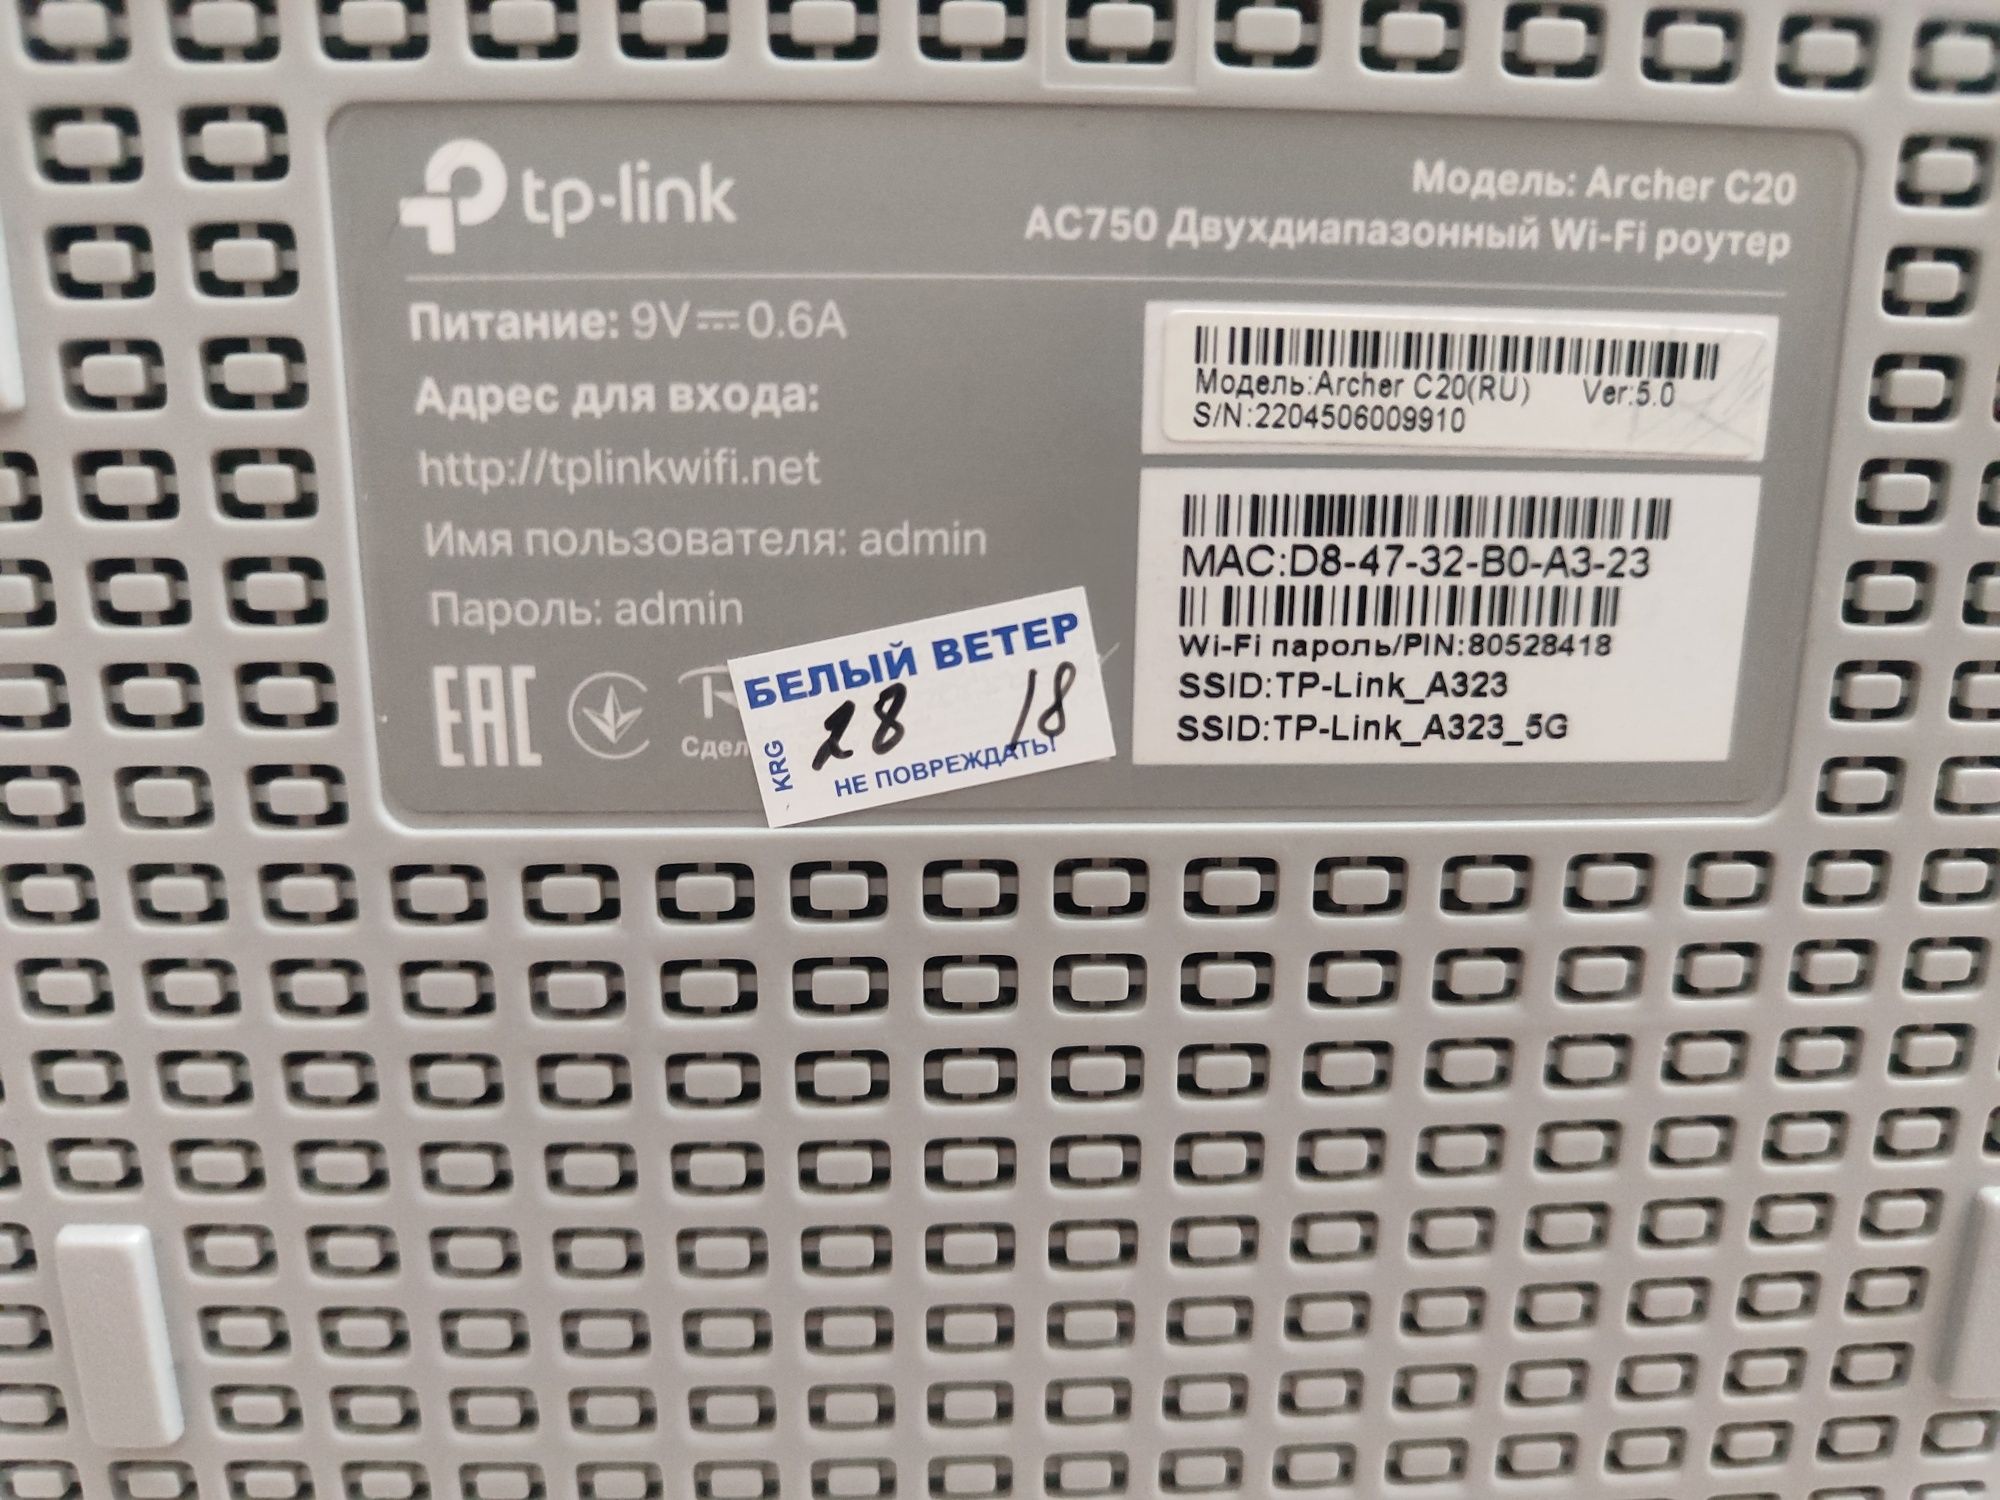 tp-link
Модель: Archer C20
AC750 Двухдиапазонный Wi-Fi роутер
Питание: 9V⎓0.6A
Адрес для входа:
http://tplinkwifi.net
Имя пользователя: admin
Пароль: admin
EAC
БЕЛЫЙ ВЕТЕР
28 18
KRG
НЕ ПОВРЕЖДАТЬ!
Модель:Archer C20(RU) Ver:5.0
S/N:2204506009910
MAC:D8-47-32-B0-A3-23
Wi-Fi пароль/PIN:80528418
SSID:TP-Link_A323
SSID:TP-Link_A323_5G